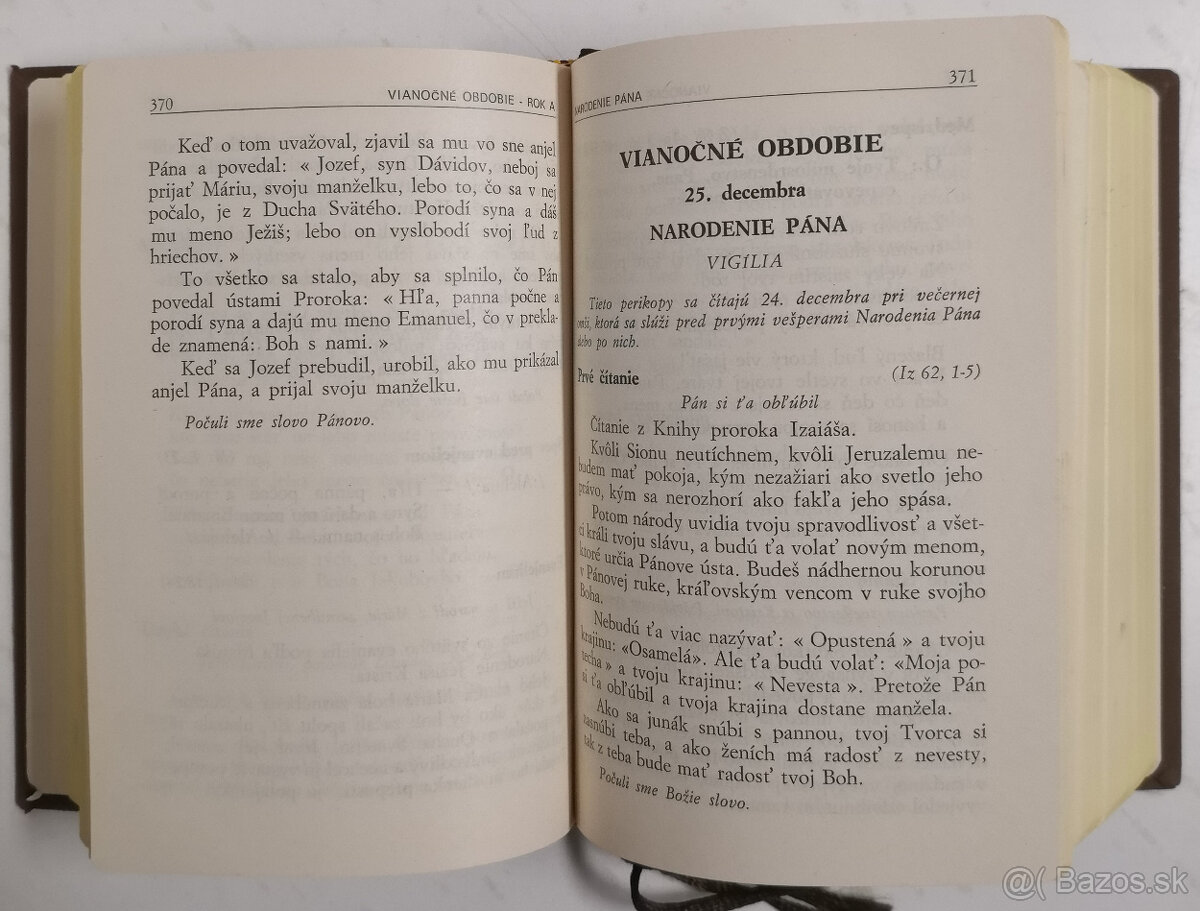 370
VIANOČNÉ OBDOBIE - ROK A
Keď o tom uvažoval, zjavil sa mu vo sne anjel
Pána a povedal: « Jozef, syn Dávidov, neboj sa
prijať Máriu, svoju manželku, lebo to, čo sa v nej
počalo, je z Ducha Svätého. Porodí syna a dáš
mu meno Ježiš; lebo on vyslobodí svoj ľud z
hriechov. »
To všetko sa stalo, aby sa splnilo, čo Pán
povedal ústami Proroka: « Hľa, panna počne a
porodí syna a dajú mu meno Emanuel, čo v prekla-
de znamená: Boh s nami. »
Keď sa Jozef prebudil, urobil, ako mu prikázal
anjel Pána, a prijal svoju manželku.
Počuli sme slovo Pánovo.
NARODENIE PÁNA
371
VIANOČNÉ OBDOBIE
25. decembra
NARODENIE PÁNA
VIGÍLIA
Tieto perikopy sa čítajú 24. decembra pri večernej
omši, ktorá sa slúži pred prvými vešperami Narodenia Pána
alebo po nich.
Prvé čítanie
(Iz 62, 1-5)
Pán si ťa obľúbil
Čítanie z Knihy proroka Izaiáša.
Kvôli Sionu neutíchnem, kvôli Jeruzalemu ne-
budem mať pokoja, kým nezažiari ako svetlo jeho
právo, kým sa nerozhorí ako fakľa jeho spása.
Potom národy uvidia tvoju spravodlivosť a všet-
ci králi tvoju slávu, a budú ťa volať novým menom,
ktoré určia Pánove ústa. Budeš nádhernou korunou
v Pánovej ruke, kráľovským vencom v ruke svojho
Boha.
Nebudú ťa viac nazývať: « Opustená » a tvoju
krajinu: «Osamelá». Ale ťa budú volať: «Moja po-
techa» a tvoju krajinu: « Nevesta ». Pretože Pán
si ťa obľúbil a tvoja krajina dostane manžela.
Ako sa junák snúbi s pannou, tvoj Tvorca si
zasnúbi teba, a ako ženích má radosť z nevesty,
tak z teba bude mať radosť tvoj Boh.
Počuli sme Božie slovo.
@( Bazos.sk